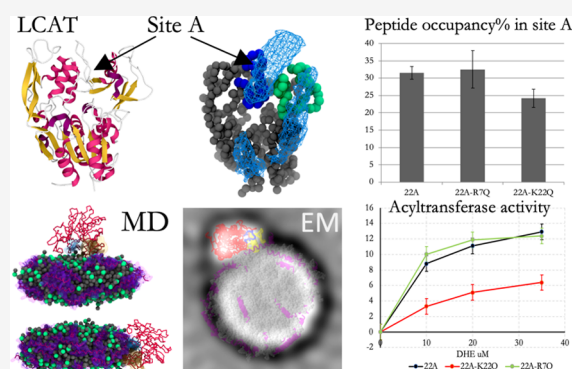 LCAT
Site A
Peptide occupancy% in site A
40
35
30
25
20
15
10
5
0
22A
22A-R7Q
22A-K22Q
MD
EM
Acyltransferase activity
16
14
12
10
8
6
4
2
0
-2
0
10
20
30
40
DHE uM
22A
22A-K22Q
22A-R7Q